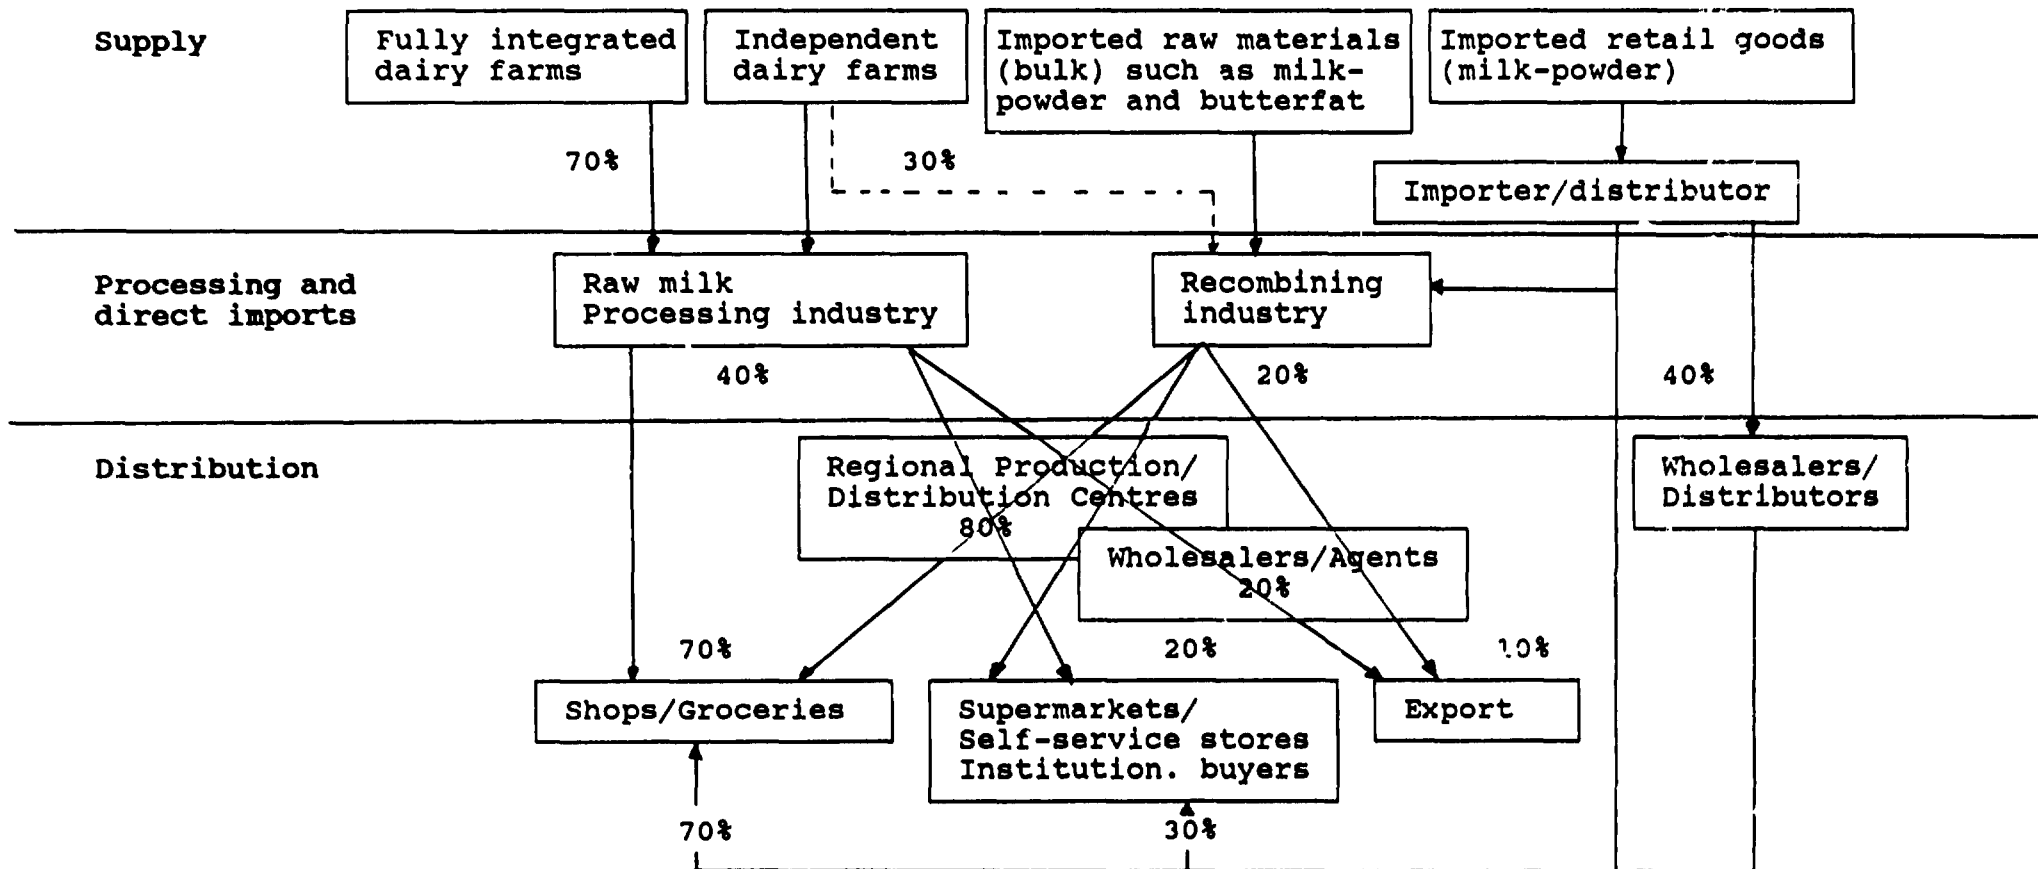 Supply
Fully integrated
dairy farms
Independent
dairy farms
Imported raw materials
(bulk) such as milk-
powder and butterfat
Imported retail goods
(milk-powder)
70%
30%
Importer/distributor
Processing and
direct imports
Raw milk
Processing industry
Recombining
industry
40%
20%
40%
Distribution
Regional Production/
Distribution Centres
80%
Wholesalers/Agents
20%
Wholesalers/
Distributors
70%
20%
10%
Shops/Groceries
Supermarkets/
Self-service stores
Institution. buyers
Export
70%
30%